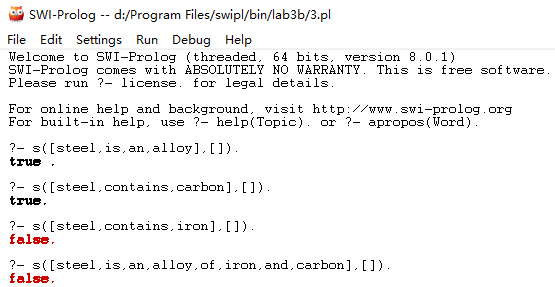 SWI-Prolog -- d:/Program Files/swipl/bin/lab3b/3.pl
File Edit Settings Run Debug Help
Welcome to SWI-Prolog (threaded, 64 bits, version 8.0.1)
SWI-Prolog comes with ABSOLUTELY NO WARRANTY. This is free software.
Please run ?- license. for legal details.
For online help and background, visit http://www.swi-prolog.org
For built-in help, use ?- help(Topic). or ?- apropos(Word).
?- s([steel,is,an,alloy],[]).
true .
?- s([steel,contains,carbon],[]).
true.
?- s([steel,contains,iron],[]).
false.
?- s([steel,is,an,alloy,of,iron,and,carbon],[]).
false.